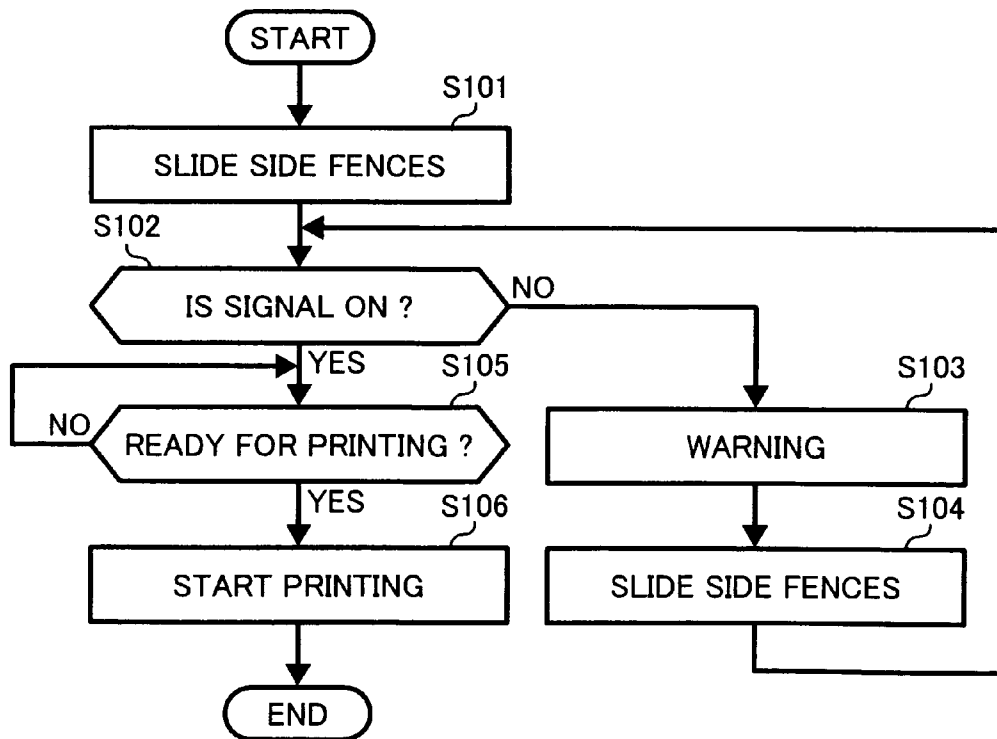 START
S101
SLIDE SIDE FENCES
S102
IS SIGNAL ON ?
NO
YES
S105
READY FOR PRINTING ?
NO
YES
S106
START PRINTING
END
S103
WARNING
S104
SLIDE SIDE FENCES